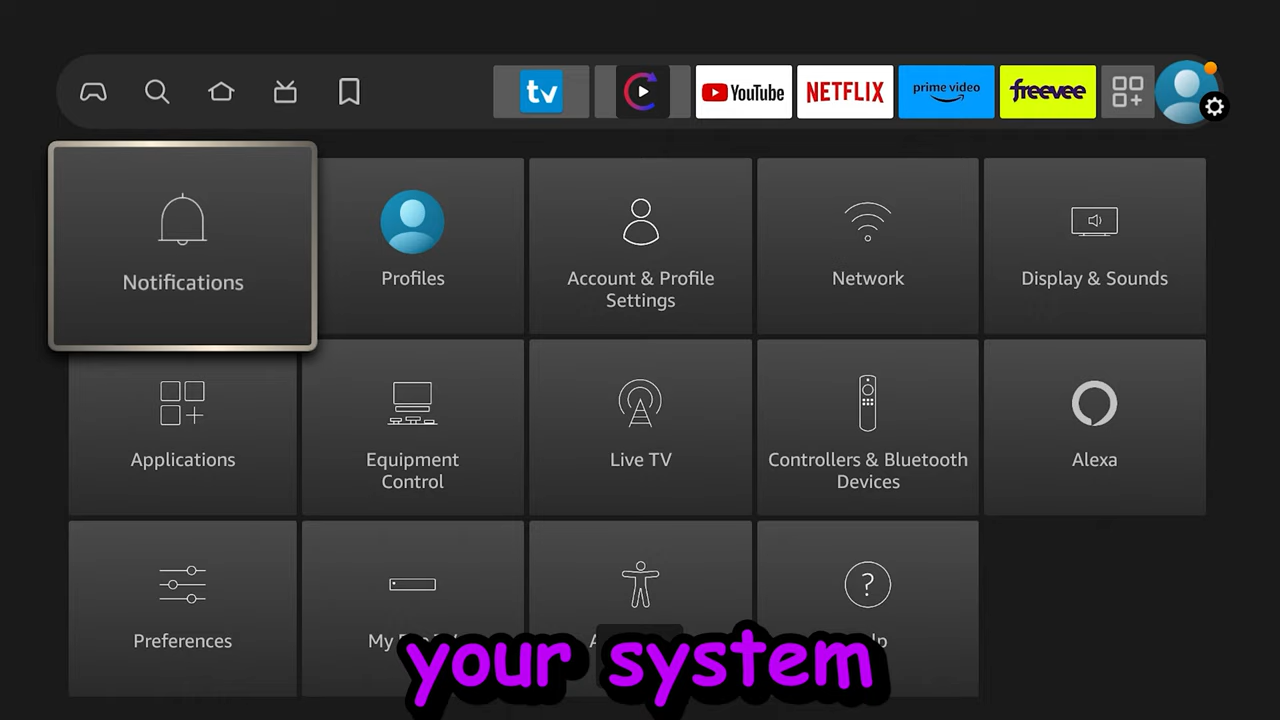 tv
YouTube
NETFLIX
prime video
freevee
Notifications
Profiles
Account & Profile
Settings
Network
Display & Sounds
Applications
Equipment
Control
Live TV
Controllers & Bluetooth
Devices
Alexa
Preferences
My
your system